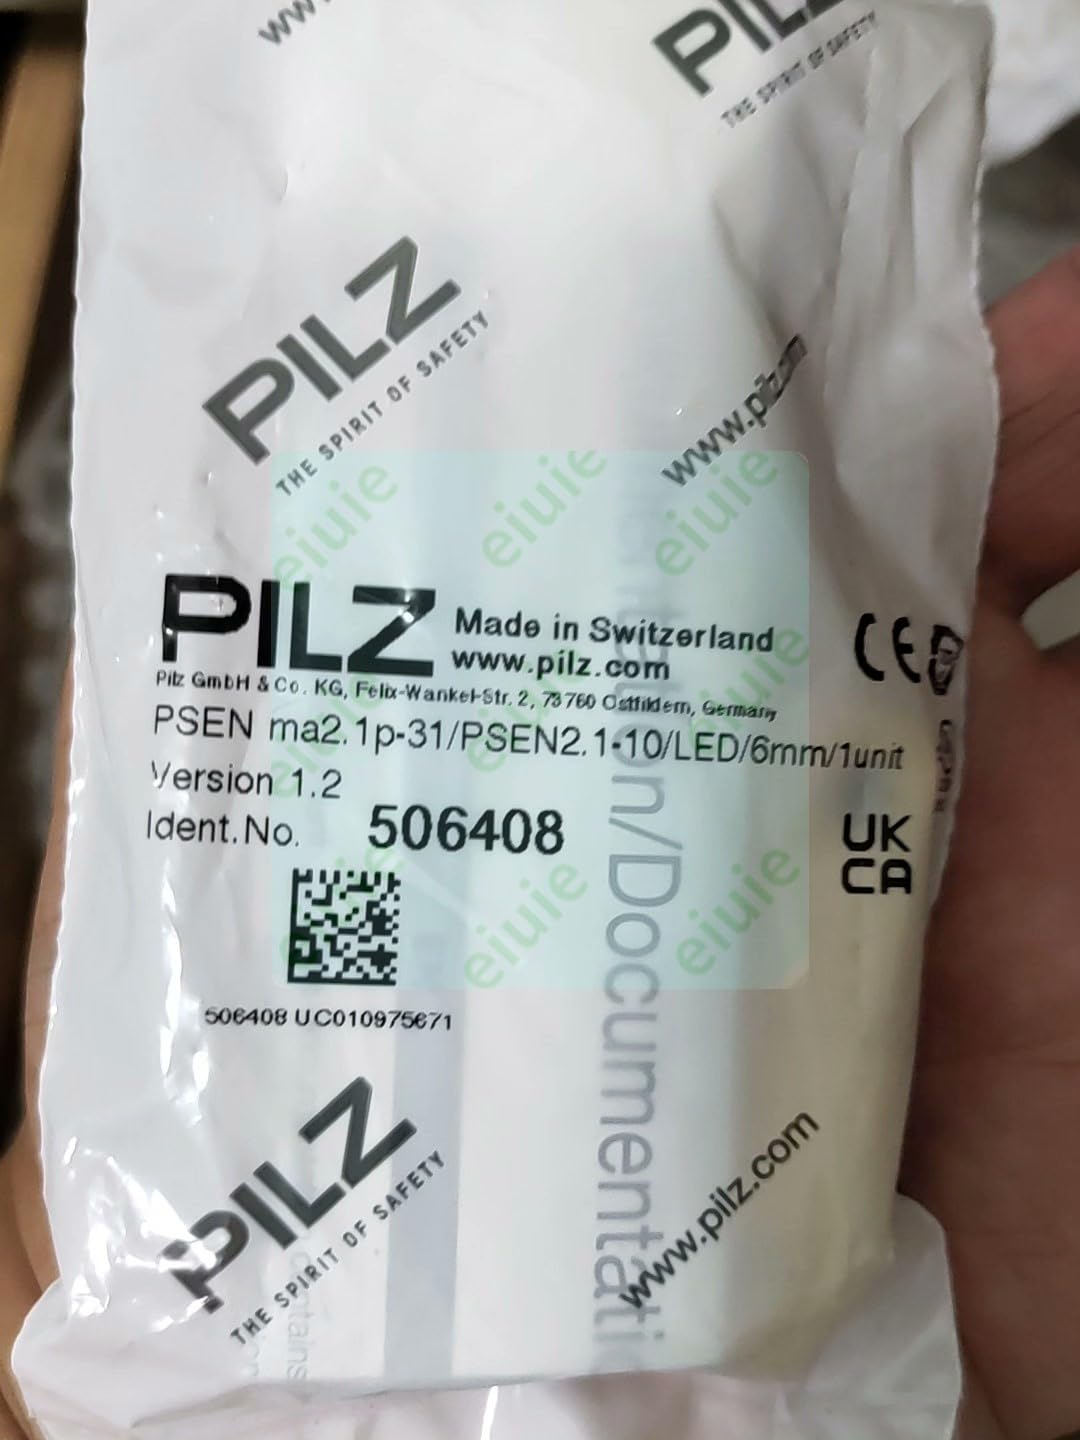 PILZ
THE SPIRIT OF SAFETY
PILZ
THE SPIRIT OF SAFETY
www.pilz.com
eiuie
eiuie
eiuie
PILZ
Made in Switzerland
www.pilz.com
CE
Pilz GmbH & Co. KG, Felix-Wankel-Str. 2, 73760 Ostfildern, Germany
PSEN ma2.1p-31/PSEN2.1-10/LED/6mm/1unit
Version 1.2
Ident.No. 506408
UK
CA
eiuie
eiuie
506408 UC010975671
PILZ
THE SPIRIT OF SAFETY
www.pilz.com